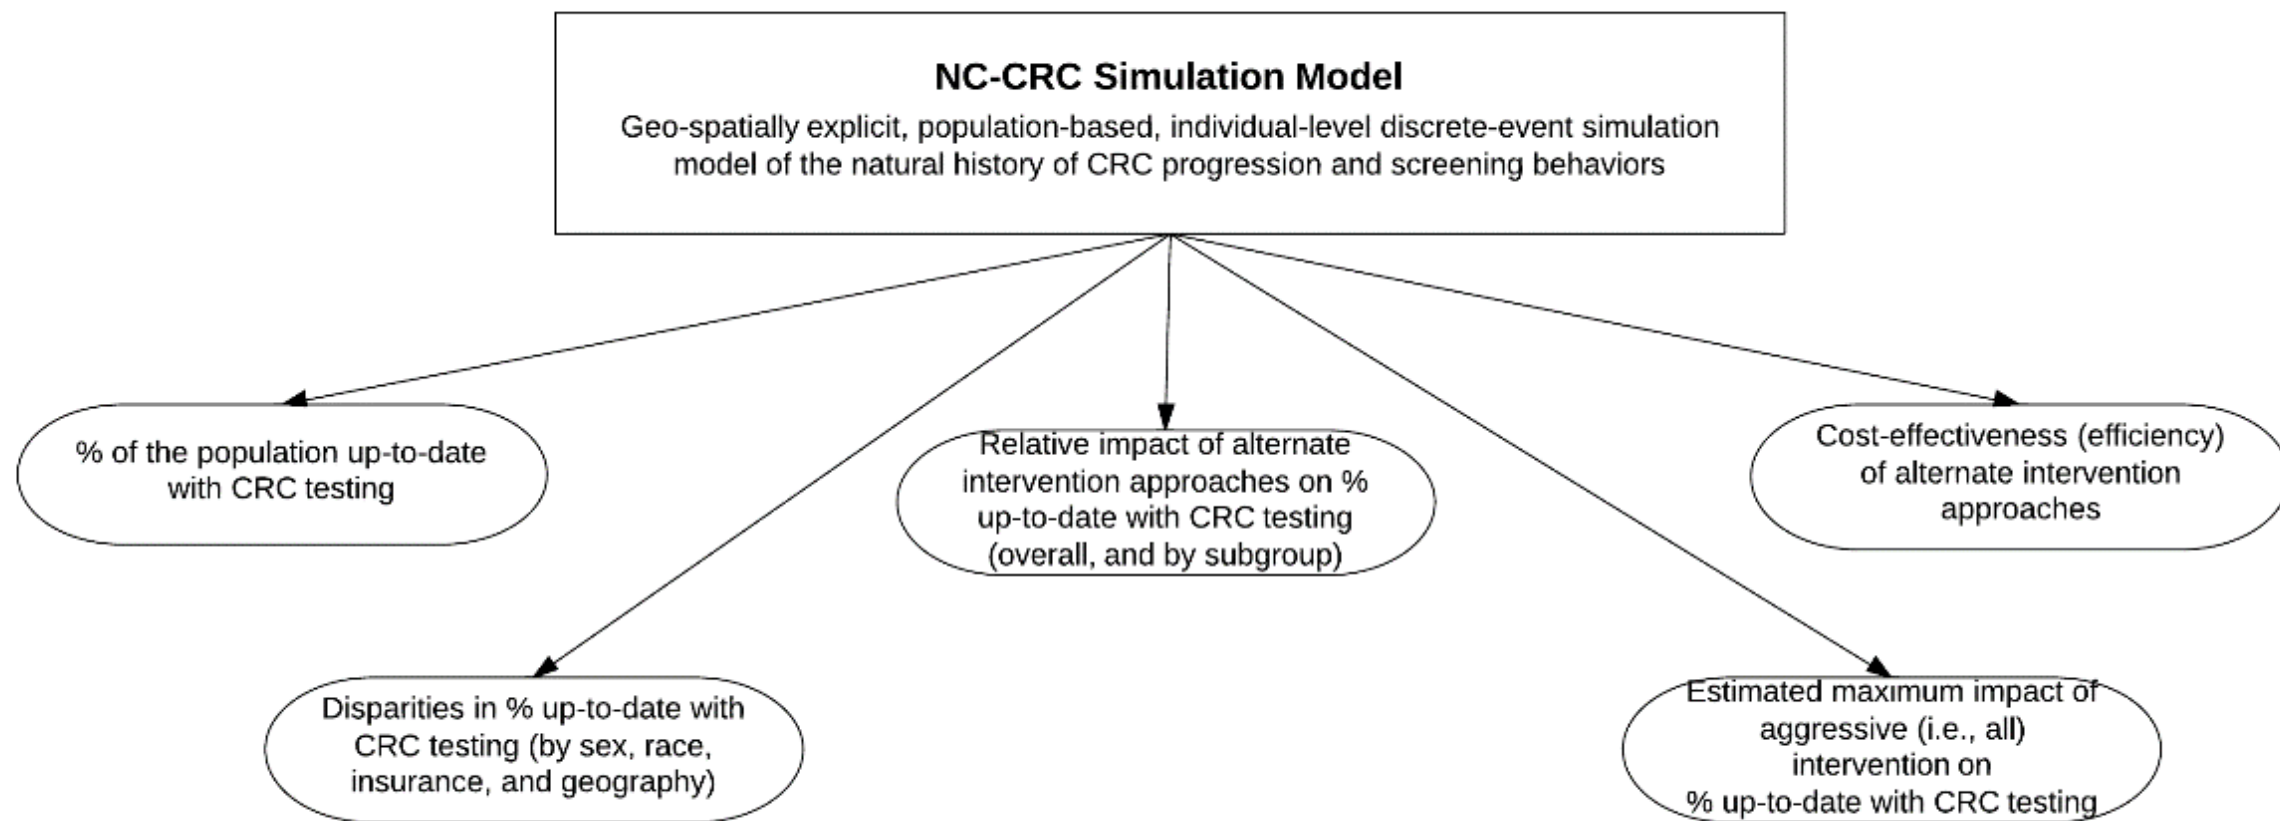 NC-CRC Simulation Model
Geo-spatially explicit, population-based, individual-level discrete-event simulation
model of the natural history of CRC progression and screening behaviors
% of the population up-to-date
with CRC testing
Relative impact of alternate
intervention approaches on %
up-to-date with CRC testing
(overall, and by subgroup)
Cost-effectiveness (efficiency)
of alternate intervention
approaches
Disparities in % up-to-date with
CRC testing (by sex, race,
insurance, and geography)
Estimated maximum impact of
aggressive (i.e., all)
intervention on
% up-to-date with CRC testing